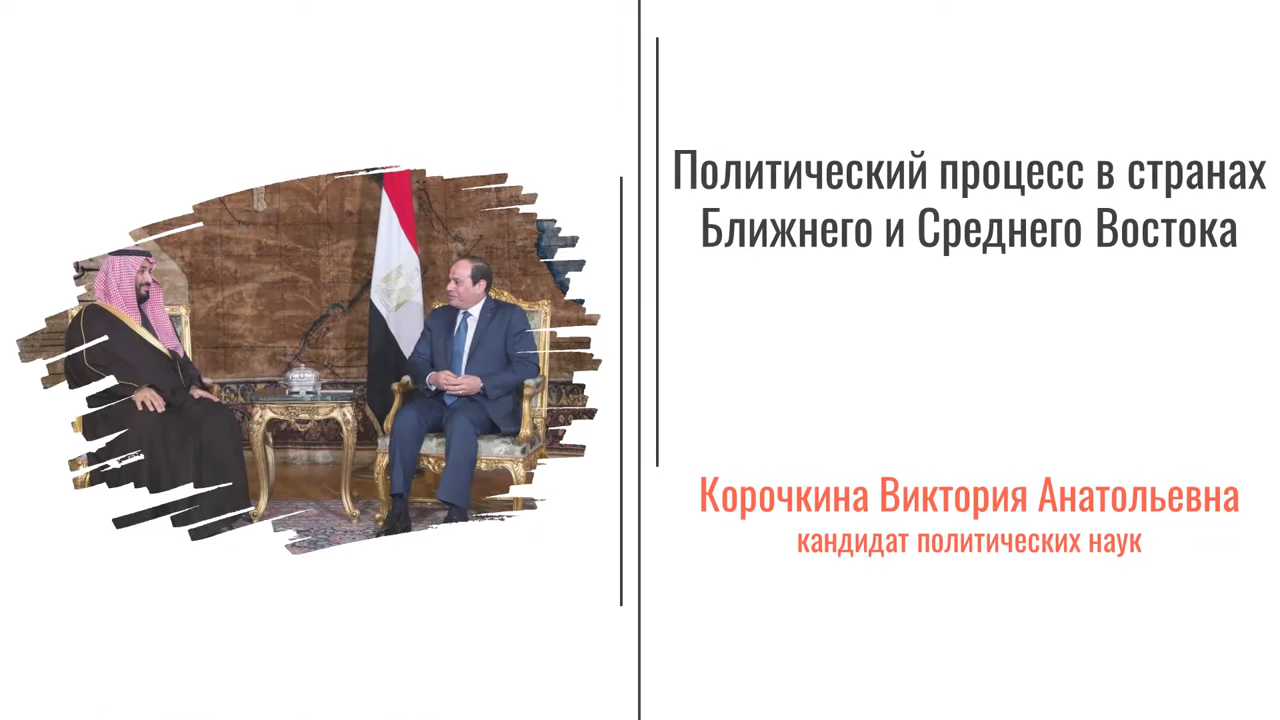 Политический процесс в странах
Ближнего и Среднего Востока
Корочкина Виктория Анатольевна
кандидат политических наук